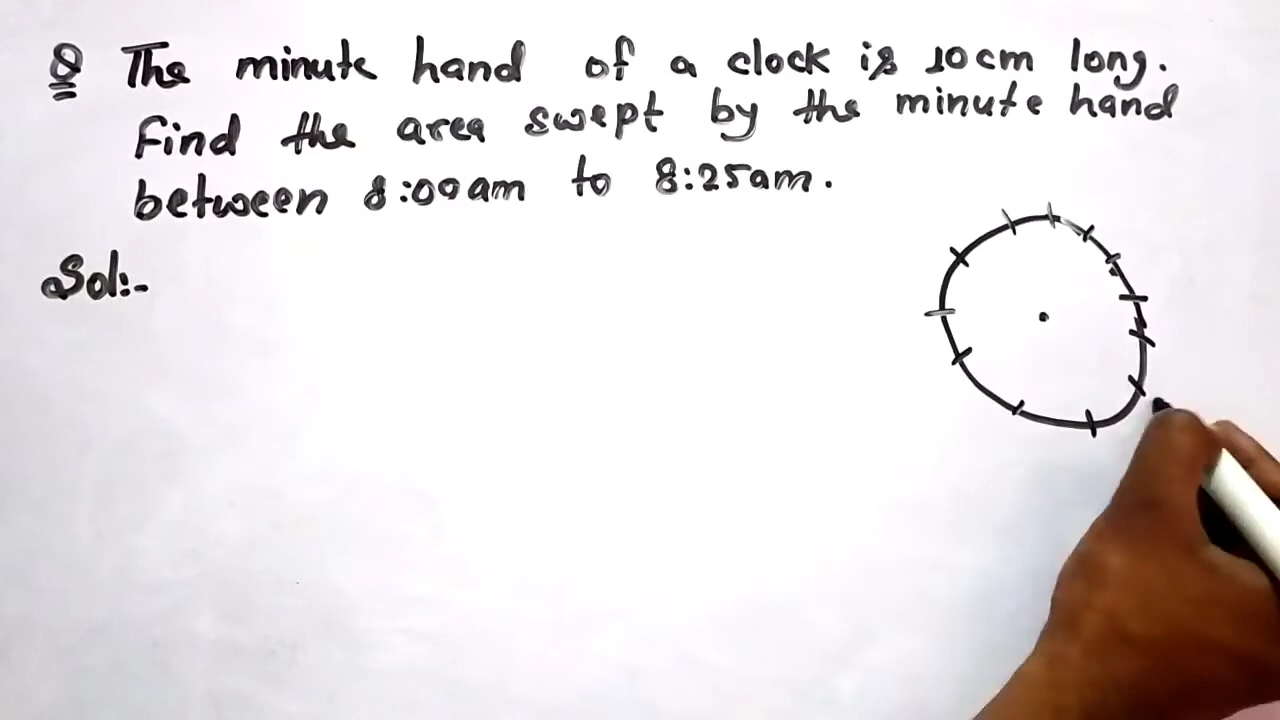 Q The minute hand of a clock is 10cm long.
Find the area swept by the minute hand
between 8:00am to 8:25am.
Sol:-